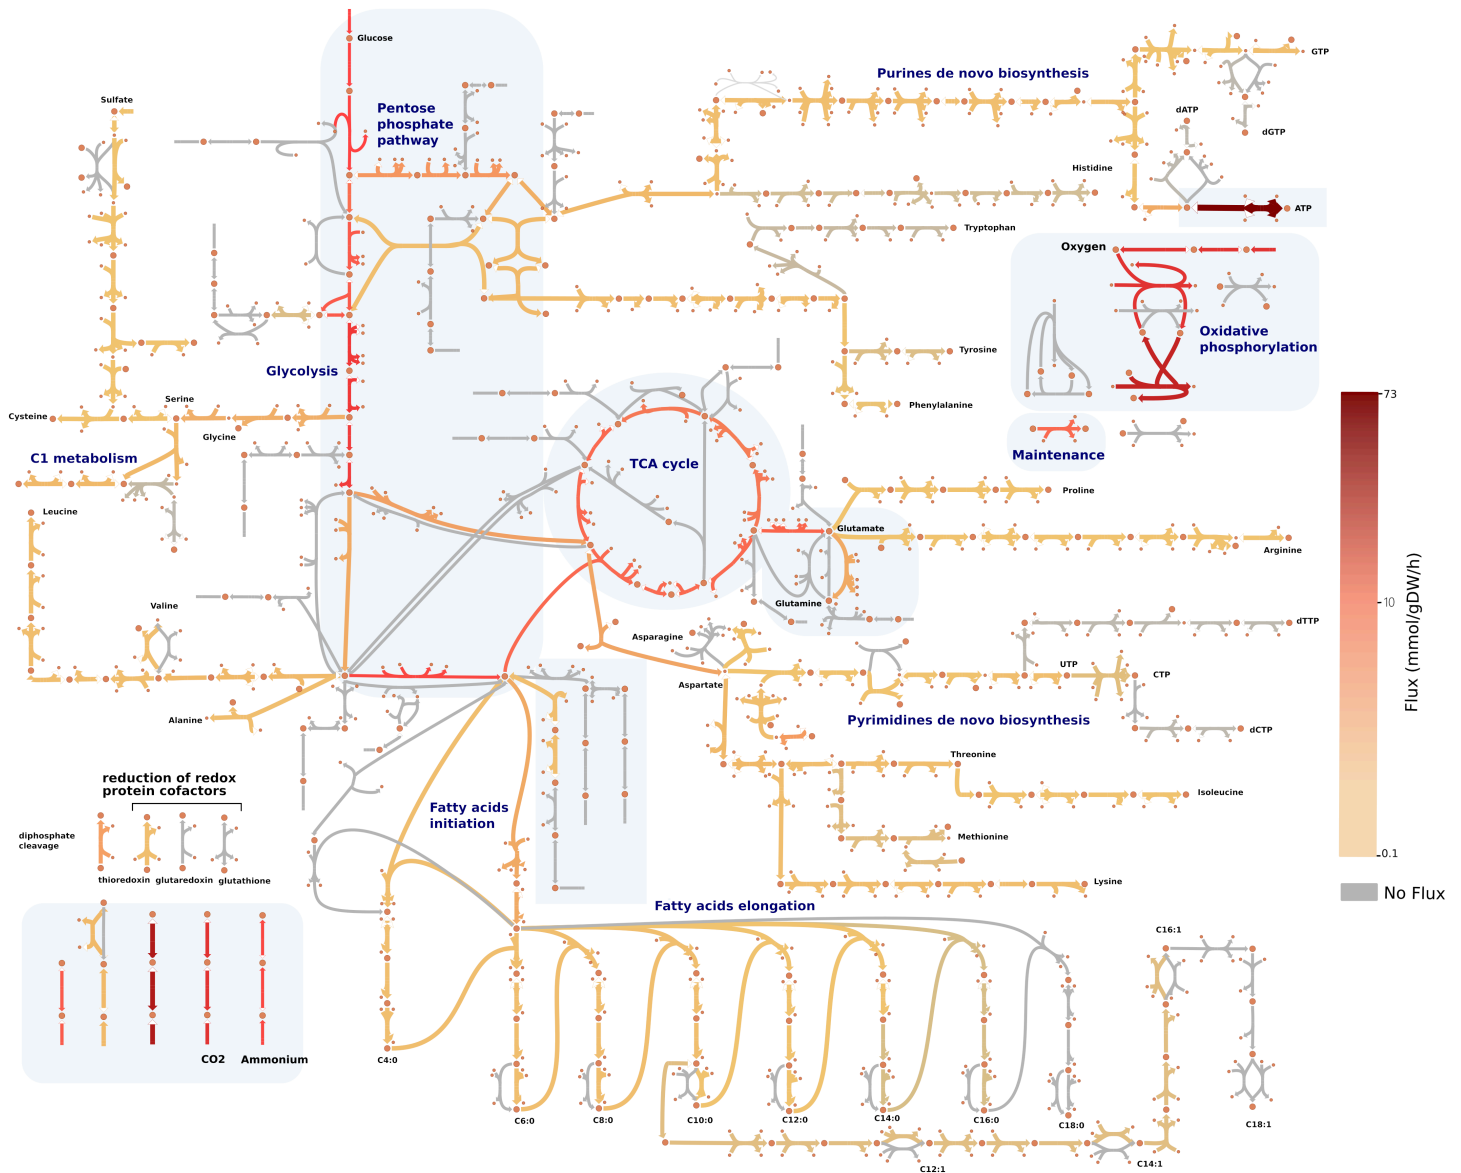 Glucose
GTP
Purines de novo biosynthesis
Sulfate
Pentose
phosphate
pathway
dATP
dGTP
Histidine
ATP
Tryptophan
Oxygen
Oxidative
phosphorylation
Tyrosine
Glycolysis
Serine
Phenylalanine
73
Cysteine
Glycine
C1 metabolism
TCA cycle
Maintenance
Proline
Leucine
Glutamate
Arginine
Valine
Glutamine
10
Flux (mmol/gDW/h)
Asparagine
dTTP
UTP
CTP
Aspartate
Alanine
Pyrimidines de novo biosynthesis
dCTP
Threonine
reduction of redox
protein cofactors
Isoleucine
Fatty acids
initiation
diphosphate
cleavage
Methionine
0.1
thioredoxin glutaredoxin glutathione
Lysine
No Flux
Fatty acids elongation
C16:1
CO2
Ammonium
C4:0
C6:0
C8:0
C10:0
C12:0
C14:0
C16:0
C18:0
C18:1
C12:1
C14:1